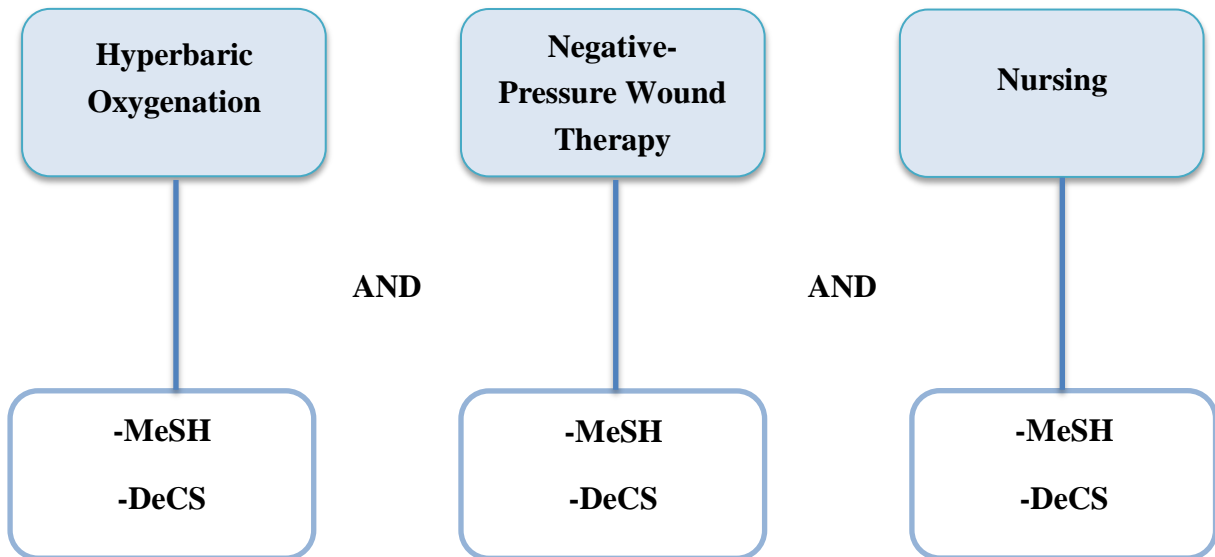 Hyperbaric
Oxygenation
Negative-
Pressure Wound
Therapy
Nursing
AND
AND
-MeSH
-DeCS
-MeSH
-DeCS
-MeSH
-DeCS